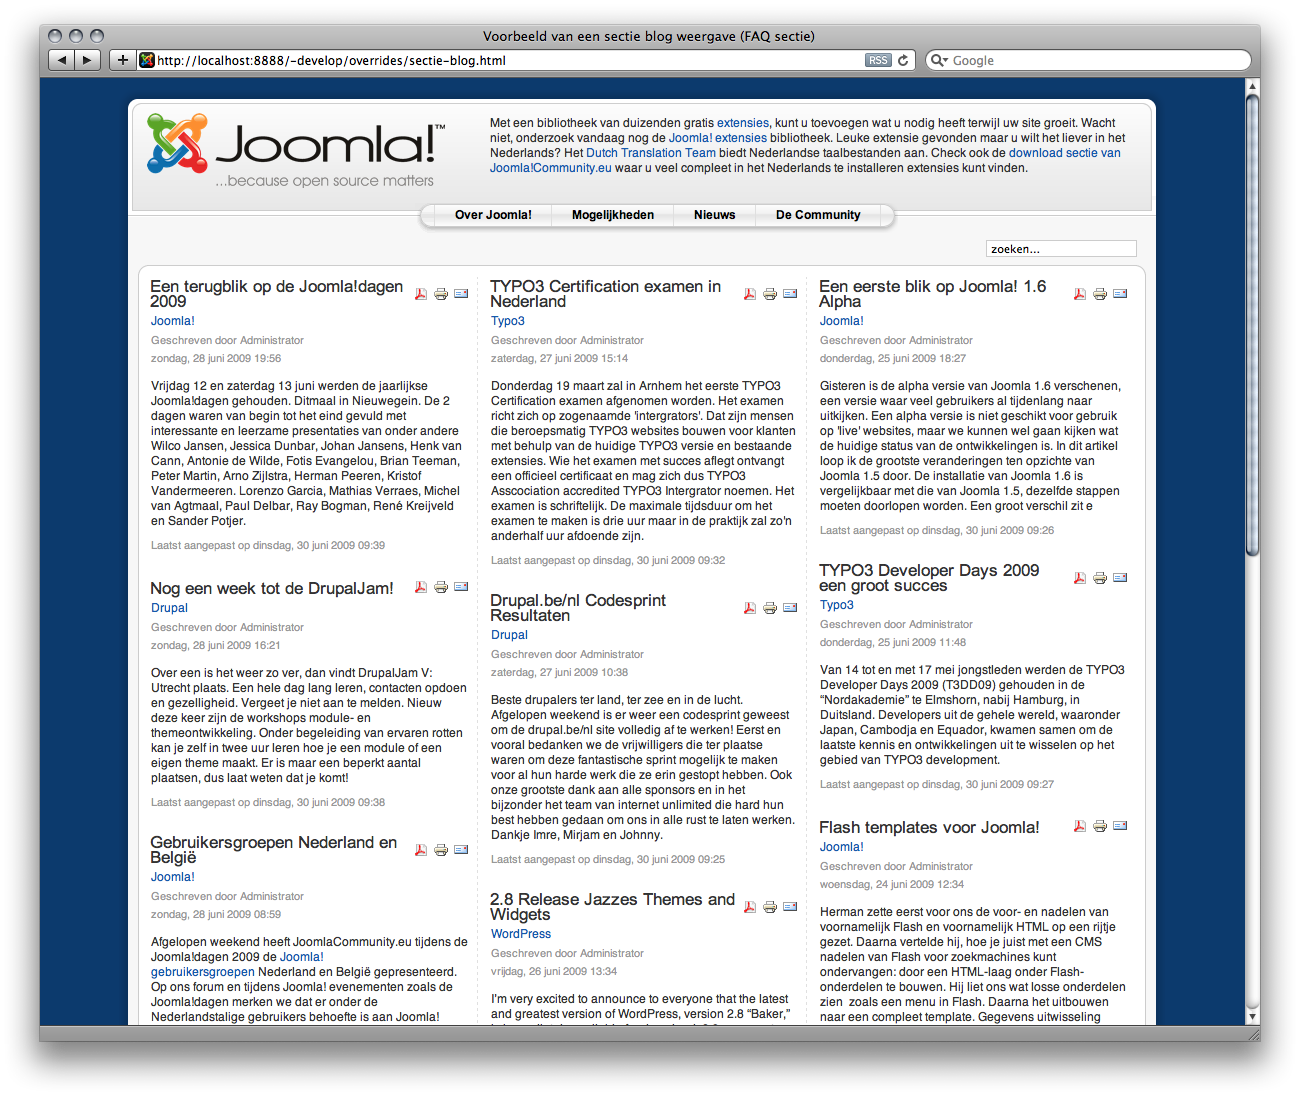 Voorbeeld van een sectie blog weergave (FAQ sectie)
http://localhost:8888/~develop/overrides/sectie-blog.html
RSS
Google
Joomla!™
...because open source matters
Met een bibliotheek van duizenden gratis extensies, kunt u toevoegen wat u nodig heeft terwijl uw site groeit. Wacht
niet, onderzoek vandaag nog de Joomla! extensies bibliotheek. Leuke extensie gevonden maar u wilt het liever in het
Nederlands? Het Dutch Translation Team biedt Nederlandse taalbestanden aan. Check ook de download sectie van
Joomla!Community.eu waar u veel compleet in het Nederlands te installeren extensies kunt vinden.
Over Joomla!
Mogelijkheden
Nieuws
De Community
zoeken...
Een terugblik op de Joomla!dagen
2009
Joomla!
Geschreven door Administrator
zondag, 28 juni 2009 19:56
Vrijdag 12 en zaterdag 13 juni werden de jaarlijkse
Joomla!dagen gehouden. Ditmaal in Nieuwegein. De 2
dagen waren van begin tot het eind gevuld met
interessante en leerzame presentaties van onder andere
Wilco Jansen, Jessica Dunbar, Johan Jansens, Henk van
Cann, Antonie de Wilde, Fotis Evangelou, Brian Teeman,
Peter Martin, Arno Zijlstra, Herman Peeren, Kristof
Vandermeeren. Lorenzo Garcia, Mathias Verraes, Michel
van Agtmaal, Paul Delbar, Ray Bogman, René Kreijveld
en Sander Potjer.
Laatst aangepast op dinsdag, 30 juni 2009 09:39
Nog een week tot de DrupalJam!
Drupal
Geschreven door Administrator
zondag, 28 juni 2009 16:21
Over een is het weer zo ver, dan vindt DrupalJam V:
Utrecht plaats. Een hele dag lang leren, contacten opdoen
en gezelligheid. Vergeet je niet aan te melden. Nieuw
deze keer zijn de workshops module- en
themeontwikkeling. Onder begeleiding van ervaren rotten
kan je zelf in twee uur leren hoe je een module of een
eigen theme maakt. Er is maar een beperkt aantal
plaatsen, dus laat weten dat je komt!
Laatst aangepast op dinsdag, 30 juni 2009 09:38
Gebruikersgroepen Nederland en
België
Joomla!
Geschreven door Administrator
zondag, 28 juni 2009 08:59
Afgelopen weekend heeft JoomlaCommunity.eu tijdens de
Joomla!dagen 2009 de Joomla!
gebruikersgroepen Nederland en België gepresenteerd.
Op ons forum en tijdens Joomla! evenementen zoals de
Joomla!dagen merken we dat er onder de
Nederlandstalige gebruikers behoefte is aan Joomla!
TYPO3 Certification examen in
Nederland
Typo3
Geschreven door Administrator
zaterdag, 27 juni 2009 15:14
Donderdag 19 maart zal in Arnhem het eerste TYPO3
Certification examen afgenomen worden. Het examen
richt zich op zogenaamde 'intergrators'. Dat zijn mensen
die beroepsmatig TYPO3 websites bouwen voor klanten
met behulp van de huidige TYPO3 versie en bestaande
extensies. Wie het examen met succes aflegt ontvangt
een officieel certificaat en mag zich dus TYPO3
Asscociation accredited TYPO3 Intergrator noemen. Het
examen is schriftelijk. De maximale tijdsduur om het
examen te maken is drie uur maar in de praktijk zal zo'n
anderhalf uur afdoende zijn.
Laatst aangepast op dinsdag, 30 juni 2009 09:32
Drupal.be/nl Codesprint
Resultaten
Drupal
Geschreven door Administrator
zaterdag, 27 juni 2009 10:38
Beste drupalers ter land, ter zee en in de lucht.
Afgelopen weekend is er weer een codesprint geweest
om de drupal.be/nl site volledig af te werken! Eerst en
vooral bedanken we de vrijwilligers die ter plaatse
waren om deze fantastische sprint mogelijk te maken
voor al hun harde werk die ze erin gestopt hebben. Ook
onze grootste dank aan alle sponsors en in het
bijzonder het team van internet unlimited die hard hun
best hebben gedaan om ons in alle rust te laten werken.
Dankje Imre, Mirjam en Johnny.
Laatst aangepast op dinsdag, 30 juni 2009 09:25
2.8 Release Jazzes Themes and
Widgets
WordPress
Geschreven door Administrator
vrijdag, 26 juni 2009 13:34
I'm very excited to announce to everyone that the latest
and greatest version of WordPress, version 2.8 “Baker,”
Een eerste blik op Joomla! 1.6
Alpha
Joomla!
Geschreven door Administrator
donderdag, 25 juni 2009 18:27
Gisteren is de alpha versie van Joomla 1.6 verschenen,
een versie waar veel gebruikers al tijdenlang naar
uitkijken. Een alpha versie is niet geschikt voor gebruik
op 'live' websites, maar we kunnen wel gaan kijken wat
de huidige status van de ontwikkelingen is. In dit artikel
loop ik de grootste veranderingen ten opzichte van
Joomla 1.5 door. De installatie van Joomla 1.6 is
vergelijkbaar met die van Joomla 1.5, dezelfde stappen
moeten doorlopen worden. Een groot verschil zit e
Laatst aangepast op dinsdag, 30 juni 2009 09:26
TYPO3 Developer Days 2009
een groot succes
Typo3
Geschreven door Administrator
donderdag, 25 juni 2009 11:48
Van 14 tot en met 17 mei jongstleden werden de TYPO3
Developer Days 2009 (T3DD09) gehouden in de
“Nordakademie” te Elmshorn, nabij Hamburg, in
Duitsland. Developers uit de gehele wereld, waaronder
Japan, Cambodja en Equador, kwamen samen om de
laatste kennis en ontwikkelingen uit te wisselen op het
gebied van TYPO3 development.
Laatst aangepast op dinsdag, 30 juni 2009 09:27
Flash templates voor Joomla!
Joomla!
Geschreven door Administrator
woensdag, 24 juni 2009 12:34
Herman zette eerst voor ons de voor- en nadelen van
voornamelijk Flash en voornamelijk HTML op een rijtje
gezet. Daarna vertelde hij, hoe je juist met een CMS
nadelen van Flash voor zoekmachines kunt
ondervangen: door een HTML-laag onder Flash-
onderdelen te bouwen. Hij liet ons wat losse onderdelen
zien zoals een menu in Flash. Daarna het uitbouwen
naar een compleet template. Gegevens uitwisseling